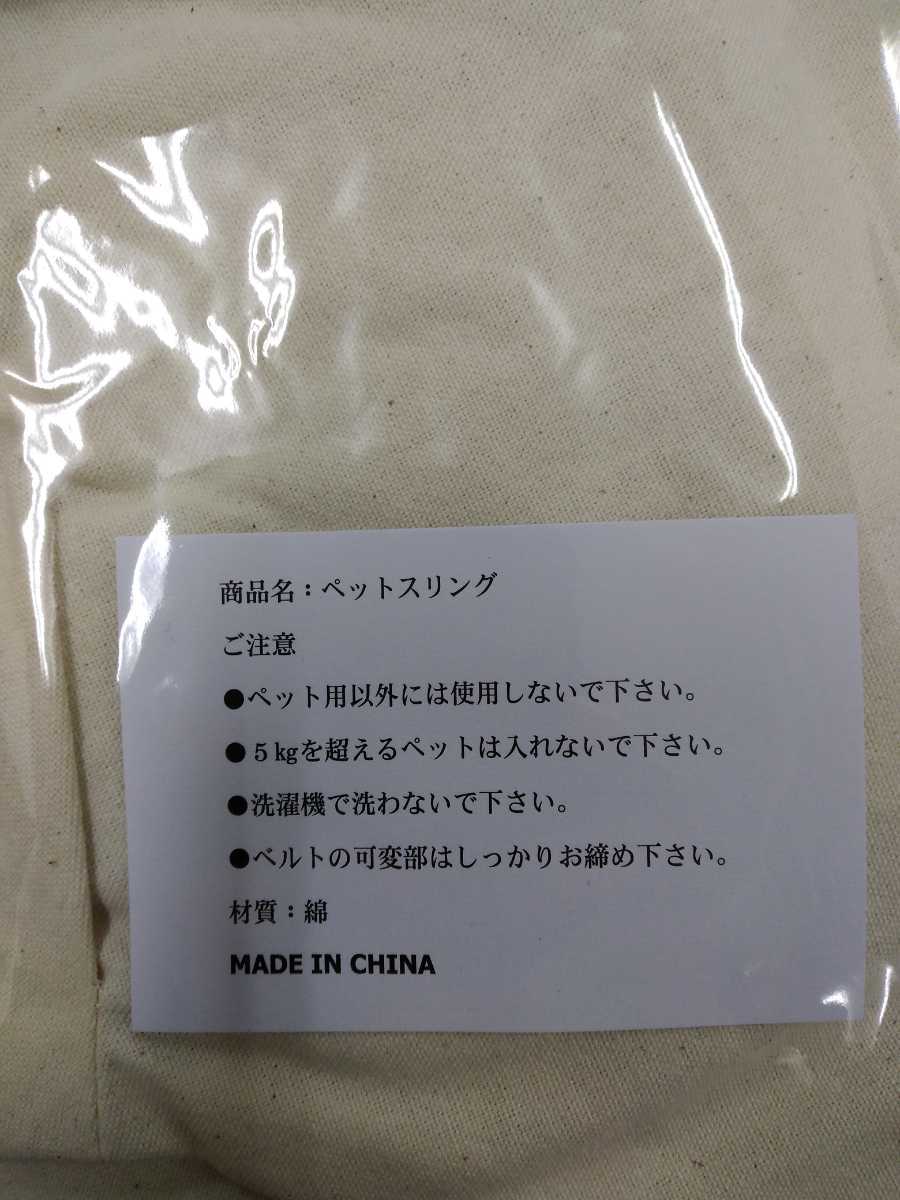 商品名：ペットスリング
ご注意
●ペット用以外には使用しないで下さい。
●５㎏を超えるペットは入れないで下さい。
●洗濯機で洗わないで下さい。
●ベルトの可変部はしっかりお締め下さい。
材質：綿
MADE IN CHINA